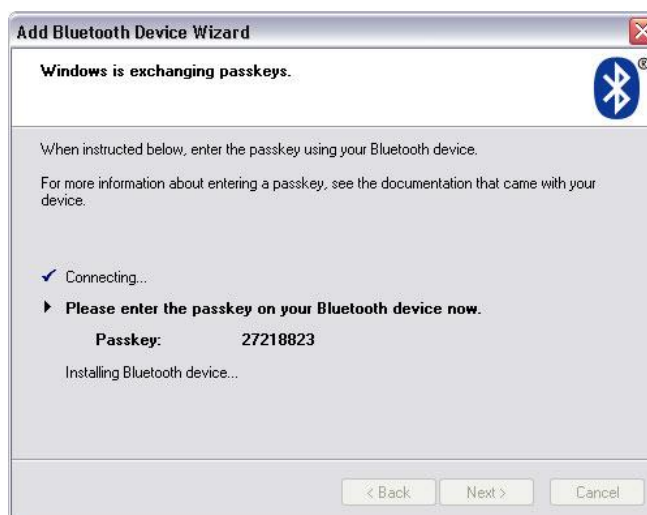 Add Bluetooth Device Wizard
Windows is exchanging passkeys.
®
When instructed below, enter the passkey using your Bluetooth device.
For more information about entering a passkey, see the documentation that came with your
device.
Connecting...
Please enter the passkey on your Bluetooth device now.
Passkey: 27218823
Installing Bluetooth device...
< Back Next > Cancel